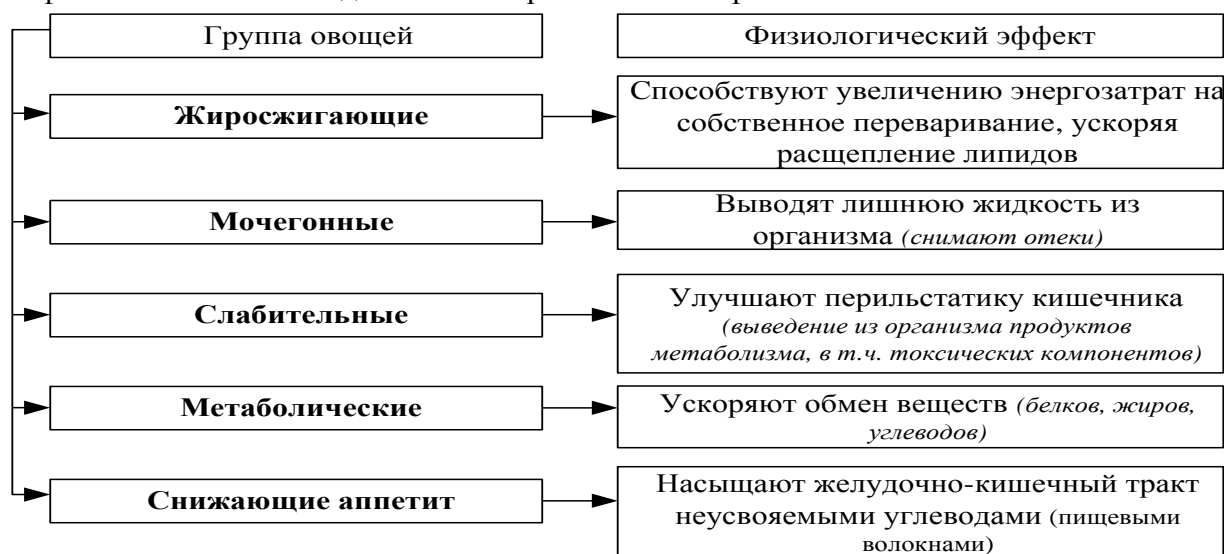 Группа овощей
Физиологический эффект
Жиросжигающие
Способствуют увеличению энергозатрат на
собственное переваривание, ускоряя
расщепление липидов
Мочегонные
Выводят лишнюю жидкость из
организма (снимают отеки)
Слабительные
Улучшают перильстатику кишечника
(выведение из организма продуктов
метаболизма, в т.ч. токсических компонентов)
Метаболические
Ускоряют обмен веществ (белков, жиров,
углеводов)
Снижающие аппетит
Насыщают желудочно-кишечный тракт
неусвояемыми углеводами (пищевыми
волокнами)